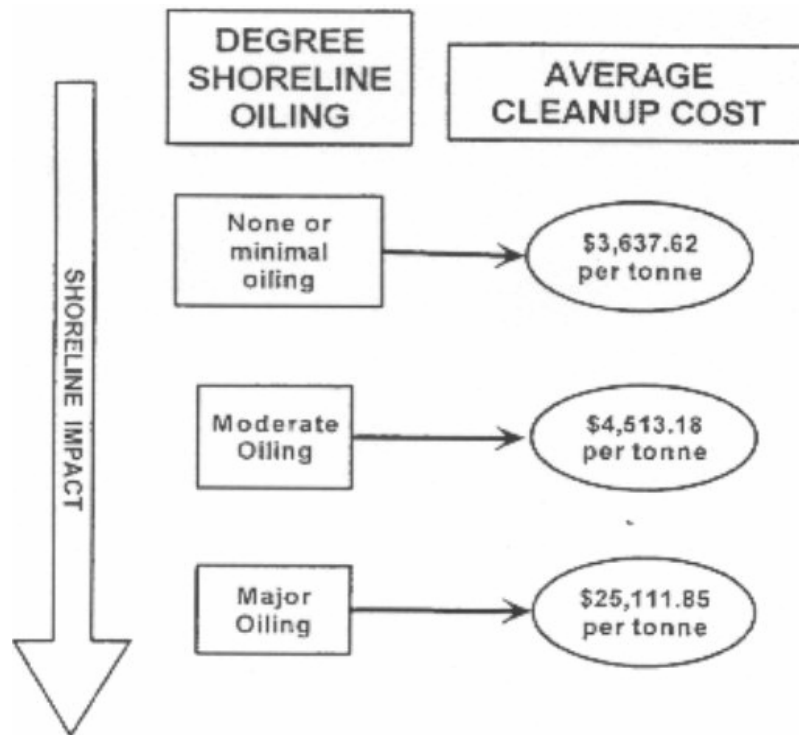 DEGREE
SHORELINE
OILING
AVERAGE
CLEANUP COST
SHORELINE IMPACT
None or
minimal
oiling
$3,637.62
per tonne
Moderate
Oiling
$4,513.18
per tonne
Major
Oiling
$25,111.85
per tonne